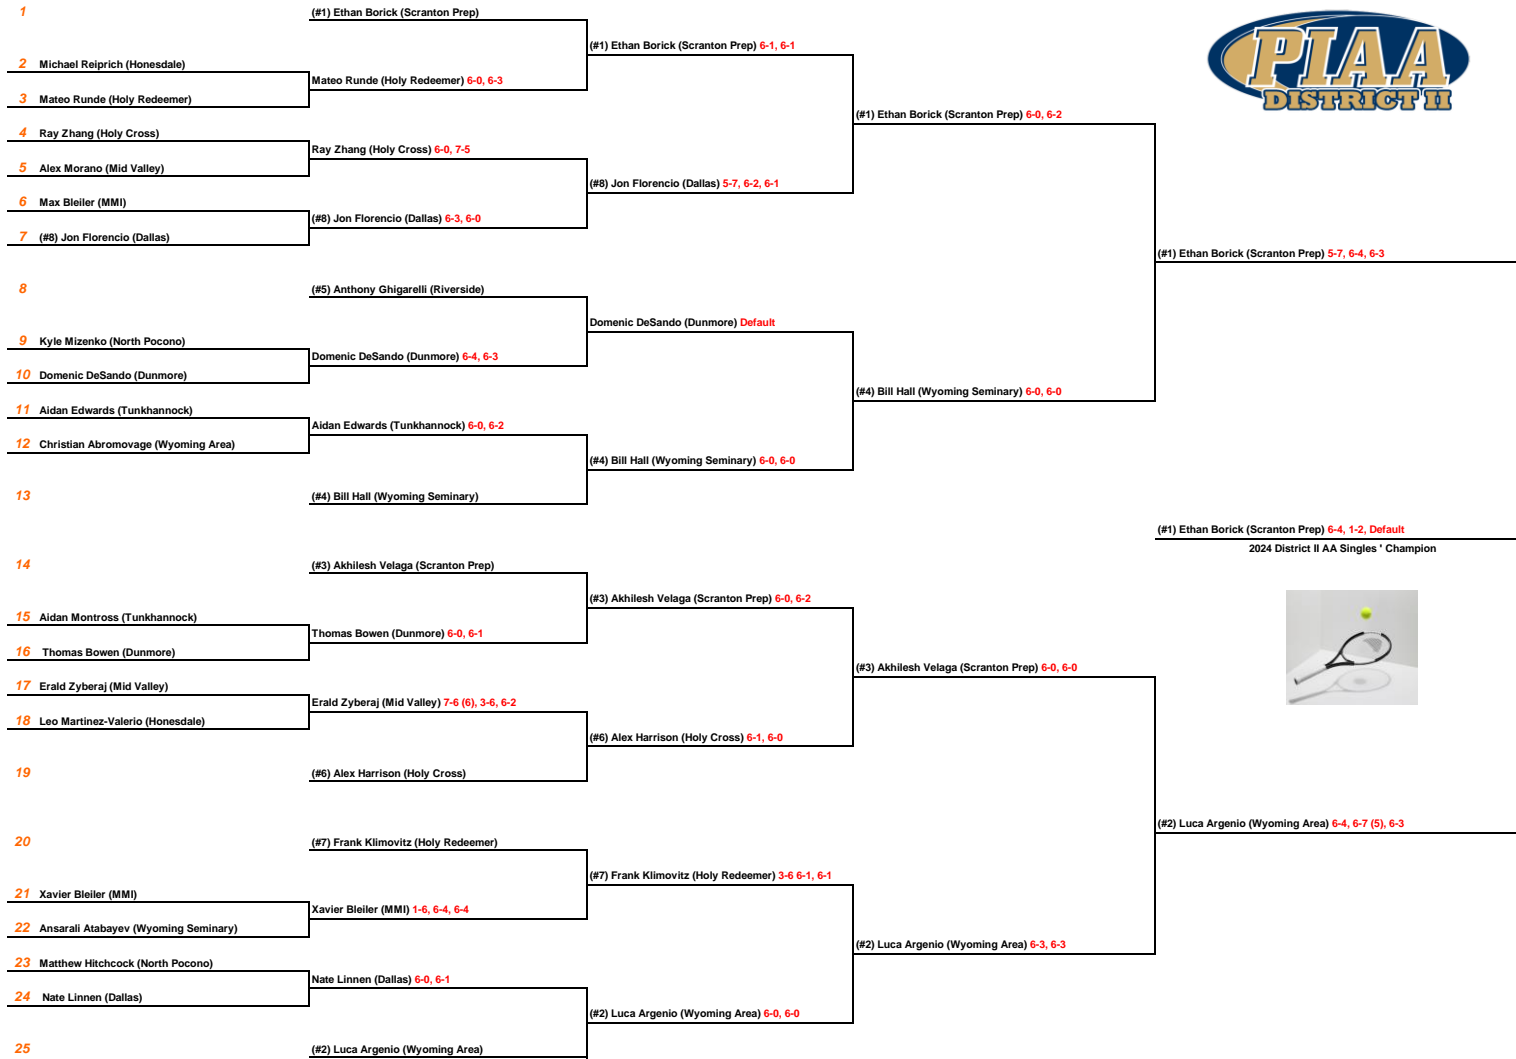 1 (#1) Ethan Borick (Scranton Prep)
PIAA
DISTRICT II
(#1) Ethan Borick (Scranton Prep) 6-1, 6-1
2 Michael Reiprich (Honesdale)
Mateo Runde (Holy Redeemer) 6-0, 6-3
3 Mateo Runde (Holy Redeemer)
(#1) Ethan Borick (Scranton Prep) 6-0, 6-2
4 Ray Zhang (Holy Cross)
Ray Zhang (Holy Cross) 6-0, 7-5
5 Alex Morano (Mid Valley)
(#8) Jon Florencio (Dallas) 5-7, 6-2, 6-1
6 Max Bleiler (MMI)
(#8) Jon Florencio (Dallas) 6-3, 6-0
7 (#8) Jon Florencio (Dallas)
(#1) Ethan Borick (Scranton Prep) 5-7, 6-4, 6-3
8 (#5) Anthony Ghigarelli (Riverside)
Domenic DeSando (Dunmore) Default
9 Kyle Mizenko (North Pocono)
Domenic DeSando (Dunmore) 6-4, 6-3
10 Domenic DeSando (Dunmore)
(#4) Bill Hall (Wyoming Seminary) 6-0, 6-0
11 Aidan Edwards (Tunkhannock)
Aidan Edwards (Tunkhannock) 6-0, 6-2
12 Christian Abromovage (Wyoming Area)
(#4) Bill Hall (Wyoming Seminary) 6-0, 6-0
13 (#4) Bill Hall (Wyoming Seminary)
(#1) Ethan Borick (Scranton Prep) 6-4, 1-2, Default
2024 District II AA Singles ' Champion
14 (#3) Akhilesh Velaga (Scranton Prep)
(#3) Akhilesh Velaga (Scranton Prep) 6-0, 6-2
15 Aidan Montross (Tunkhannock)
Thomas Bowen (Dunmore) 6-0, 6-1
16 Thomas Bowen (Dunmore)
(#3) Akhilesh Velaga (Scranton Prep) 6-0, 6-0
17 Erald Zyberaj (Mid Valley)
Erald Zyberaj (Mid Valley) 7-6 (6), 3-6, 6-2
18 Leo Martinez-Valerio (Honesdale)
(#6) Alex Harrison (Holy Cross) 6-1, 6-0
19 (#6) Alex Harrison (Holy Cross)
(#2) Luca Argenio (Wyoming Area) 6-4, 6-7 (5), 6-3
20 (#7) Frank Klimovitz (Holy Redeemer)
(#7) Frank Klimovitz (Holy Redeemer) 3-6 6-1, 6-1
21 Xavier Bleiler (MMI)
Xavier Bleiler (MMI) 1-6, 6-4, 6-4
22 Ansarali Atabayev (Wyoming Seminary)
(#2) Luca Argenio (Wyoming Area) 6-3, 6-3
23 Matthew Hitchcock (North Pocono)
Nate Linnen (Dallas) 6-0, 6-1
24 Nate Linnen (Dallas)
(#2) Luca Argenio (Wyoming Area) 6-0, 6-0
25 (#2) Luca Argenio (Wyoming Area)